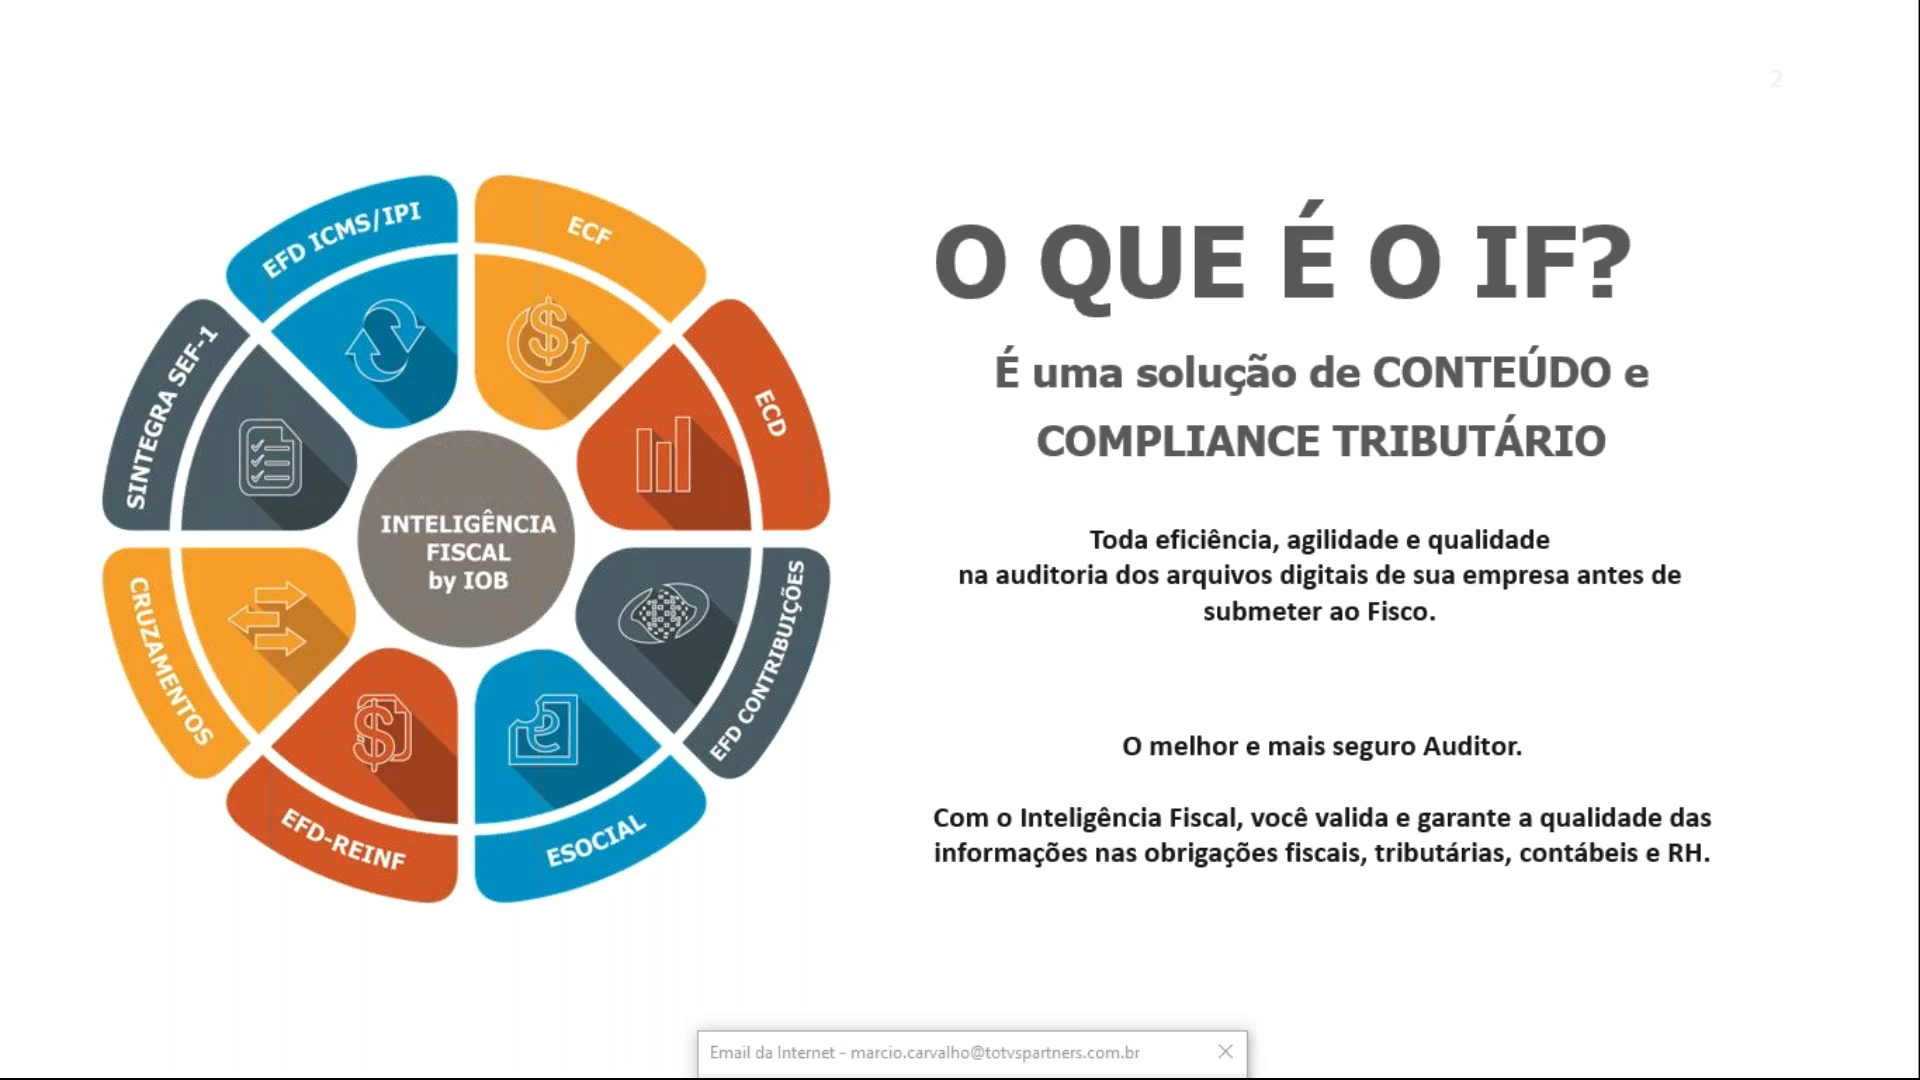 2
EFD ICMS/IPI
ECF
ECD
EFD CONTRIBUIÇÕES
ESOCIAL
EFD-REINF
CRUZAMENTOS
SINTEGRA SEF-1
INTELIGÊNCIA
FISCAL
by IOB
O QUE É O IF?
É uma solução de CONTEÚDO e
COMPLIANCE TRIBUTÁRIO
Toda eficiência, agilidade e qualidade
na auditoria dos arquivos digitais de sua empresa antes de
submeter ao Fisco.
O melhor e mais seguro Auditor.
Com o Inteligência Fiscal, você valida e garante a qualidade das
informações nas obrigações fiscais, tributárias, contábeis e RH.
Email da Internet - marcio.carvalho@totvspartners.com.br